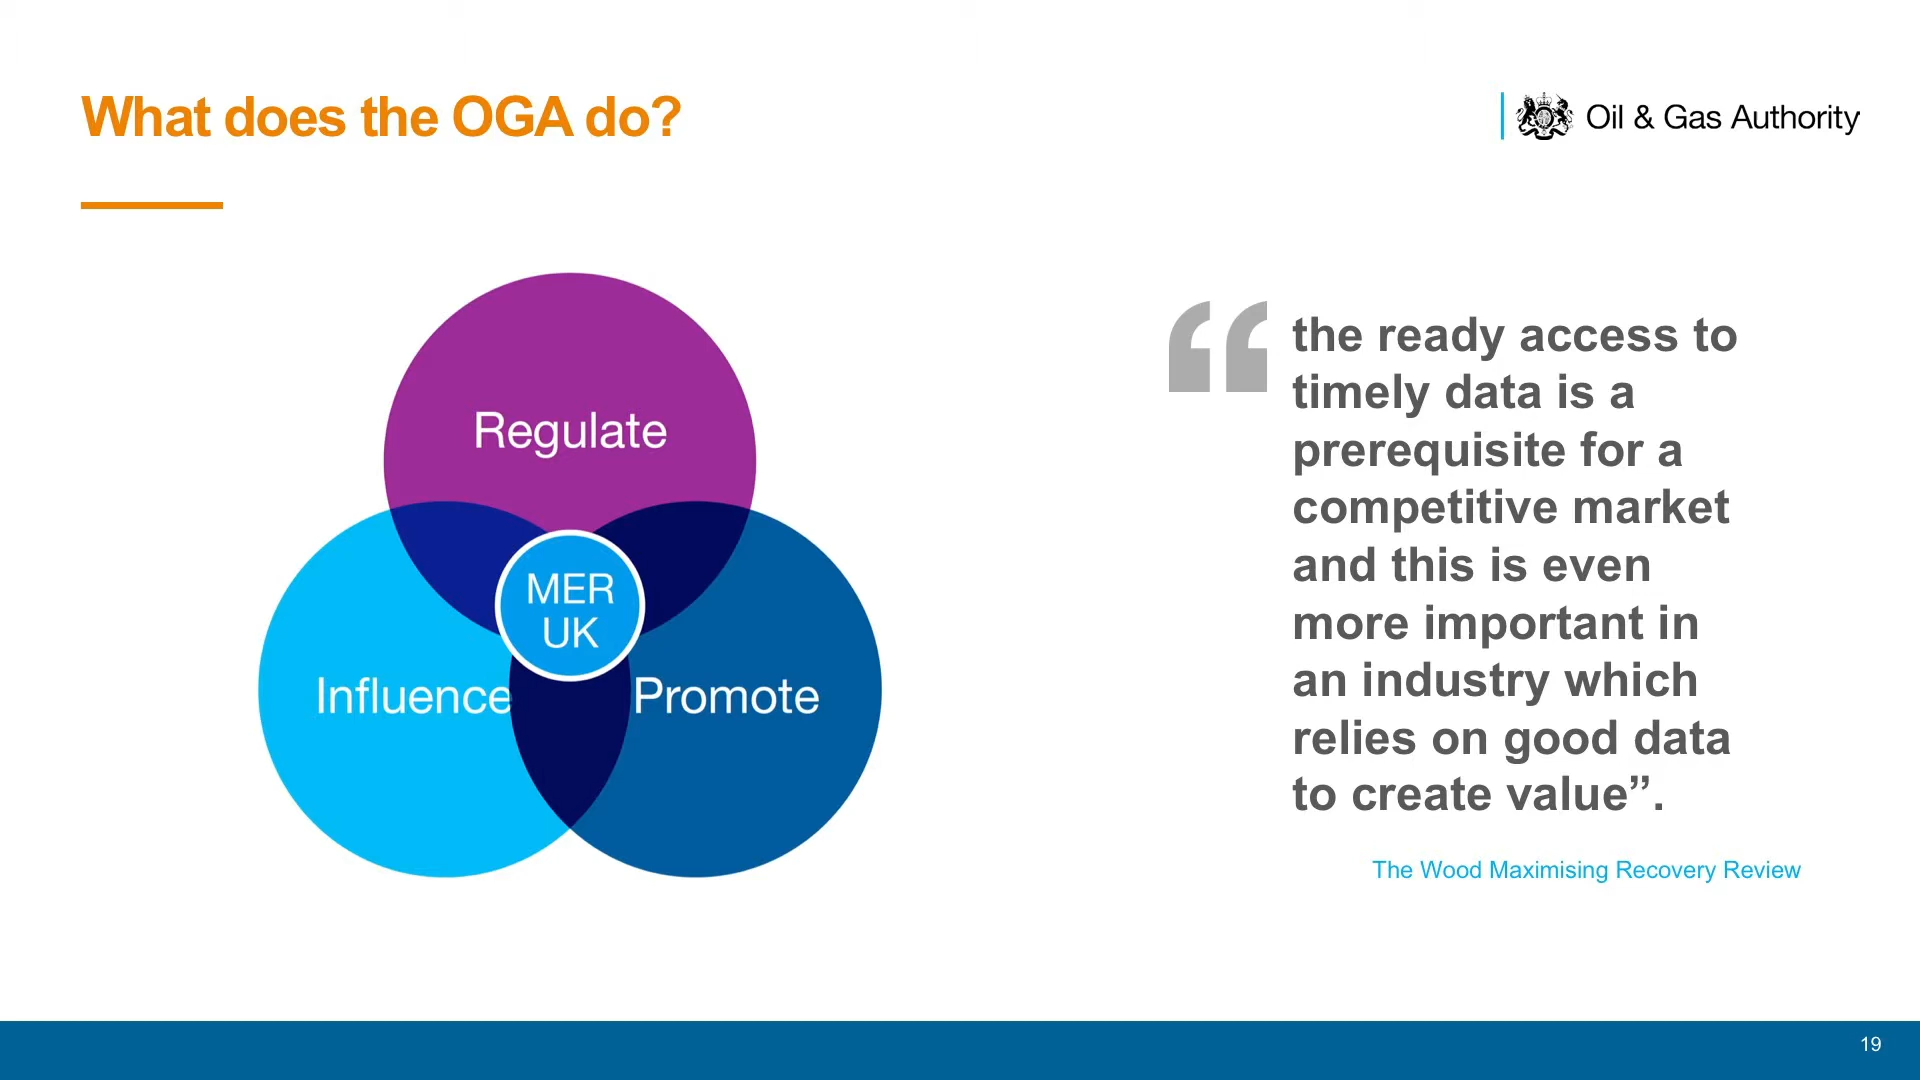 What does the OGA do?
Oil & Gas Authority
Regulate
MER
UK
Influence
Promote
“
the ready access to
timely data is a
prerequisite for a
competitive market
and this is even
more important in
an industry which
relies on good data
to create value”.
The Wood Maximising Recovery Review
19